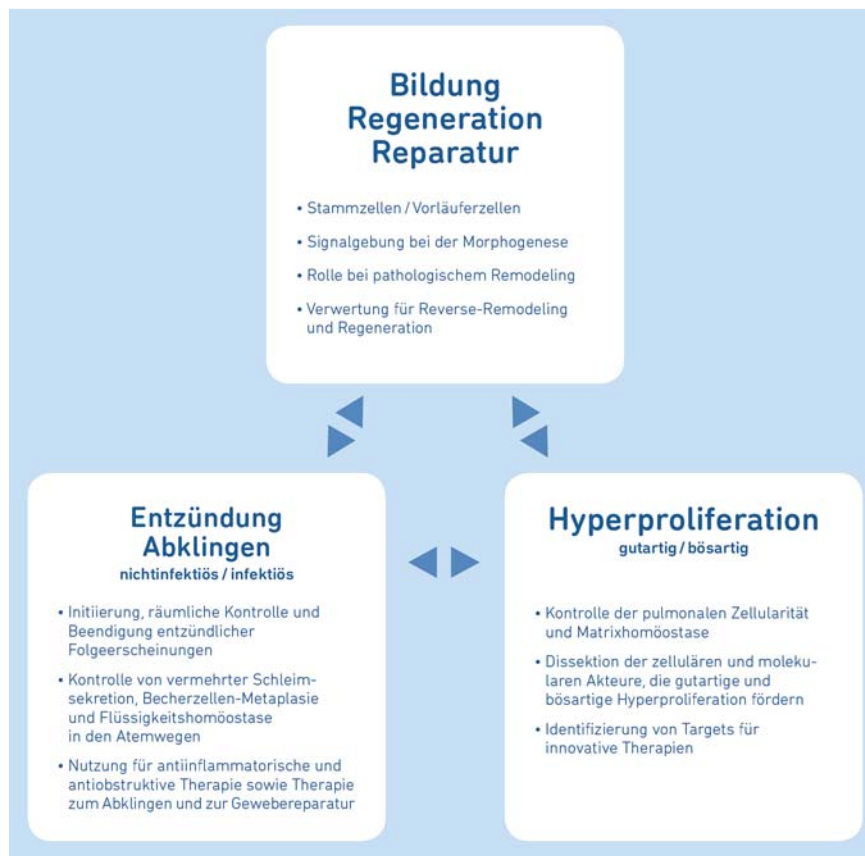 Bildung
Regeneration
Reparatur
• Stammzellen / Vorläuferzellen
• Signalgebung bei der Morphogenese
• Rolle bei pathologischem Remodeling
• Verwertung für Reverse-Remodeling
und Regeneration
Entzündung
Abklingen
nichtinfektiös / infektiös
• Initiierung, räumliche Kontrolle und
Beendigung entzündlicher
Folgeerscheinungen
• Kontrolle von vermehrter Schleim-
sekretion, Becherzellen-Metaplasie
und Flüssigkeitshomöostase
in den Atemwegen
• Nutzung für antiinflammatorische und
antiobstruktive Therapie sowie Therapie
zum Abklingen und zur Gewebereparatur
Hyperproliferation
gutartig / bösartig
• Kontrolle der pulmonalen Zellularität
und Matrixhomöostase
• Dissektion der zellulären und moleku-
laren Akteure, die gutartige und
bösartige Hyperproliferation fördern
• Identifizierung von Targets für
innovative Therapien